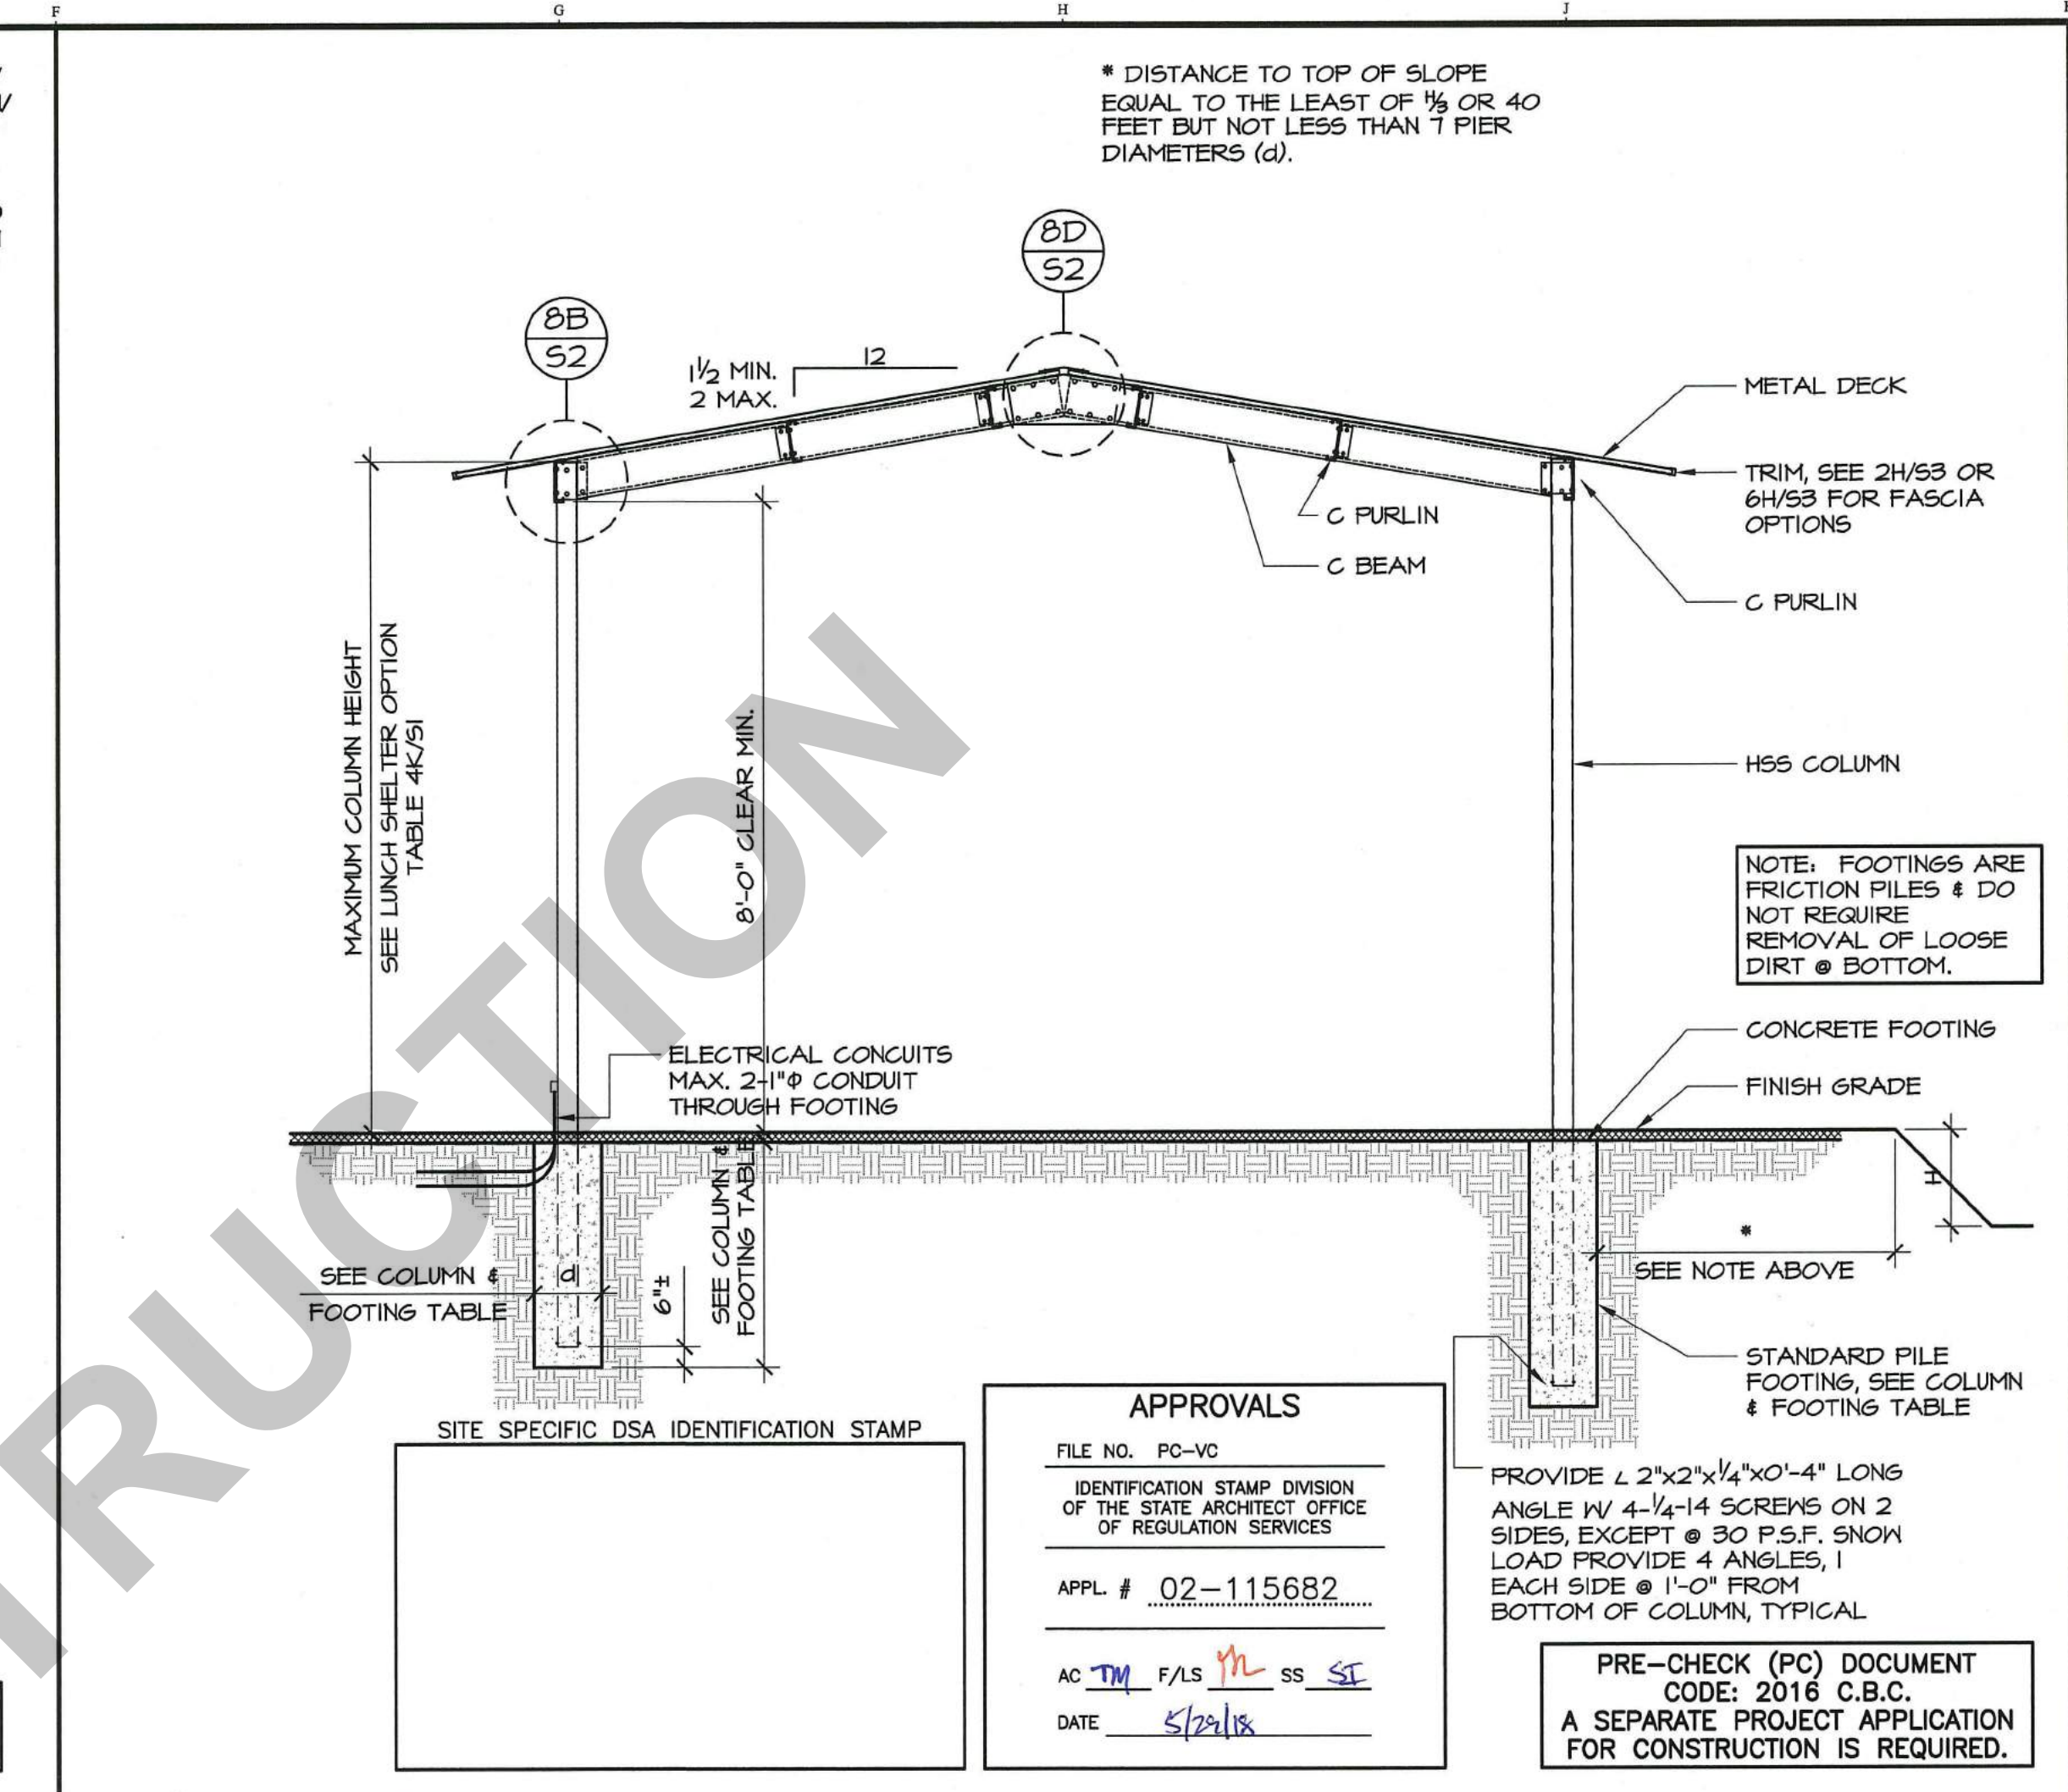 F G H J
* DISTANCE TO TOP OF SLOPE
EQUAL TO THE LEAST OF H/3 OR 40
FEET BUT NOT LESS THAN 7 PIER
DIAMETERS (d).
8D
S2
8B
S2
1½ MIN.
2 MAX.
12
METAL DECK
TRIM, SEE 2H/S3 OR
6H/S3 FOR FASCIA
OPTIONS
C PURLIN
C BEAM
C PURLIN
MAXIMUM COLUMN HEIGHT
SEE LUNCH SHELTER OPTION
TABLE 4K/S1
8'-0" CLEAR MIN.
HSS COLUMN
NOTE: FOOTINGS ARE
FRICTION PILES & DO
NOT REQUIRE
REMOVAL OF LOOSE
DIRT @ BOTTOM.
CONCRETE FOOTING
FINISH GRADE
ELECTRICAL CONCUITS
MAX. 2-1"Φ CONDUIT
THROUGH FOOTING
H
*
SEE NOTE ABOVE
SEE COLUMN &
FOOTING TABLE
d
6"±
SEE COLUMN &
FOOTING TABLE
STANDARD PILE
FOOTING, SEE COLUMN
& FOOTING TABLE
PROVIDE ∠ 2"x2"x1/4"x0'-4" LONG
ANGLE W/ 4-1/4-14 SCREWS ON 2
SIDES, EXCEPT @ 30 P.S.F. SNOW
LOAD PROVIDE 4 ANGLES, 1
EACH SIDE @ 1'-0" FROM
BOTTOM OF COLUMN, TYPICAL
SITE SPECIFIC DSA IDENTIFICATION STAMP
APPROVALS
FILE NO. PC-VC
IDENTIFICATION STAMP DIVISION
OF THE STATE ARCHITECT OFFICE
OF REGULATION SERVICES
APPL. # 02-115682
AC TM F/LS SS SI
DATE 5/29/18
PRE-CHECK (PC) DOCUMENT
CODE: 2016 C.B.C.
A SEPARATE PROJECT APPLICATION
FOR CONSTRUCTION IS REQUIRED.
TRUCTION